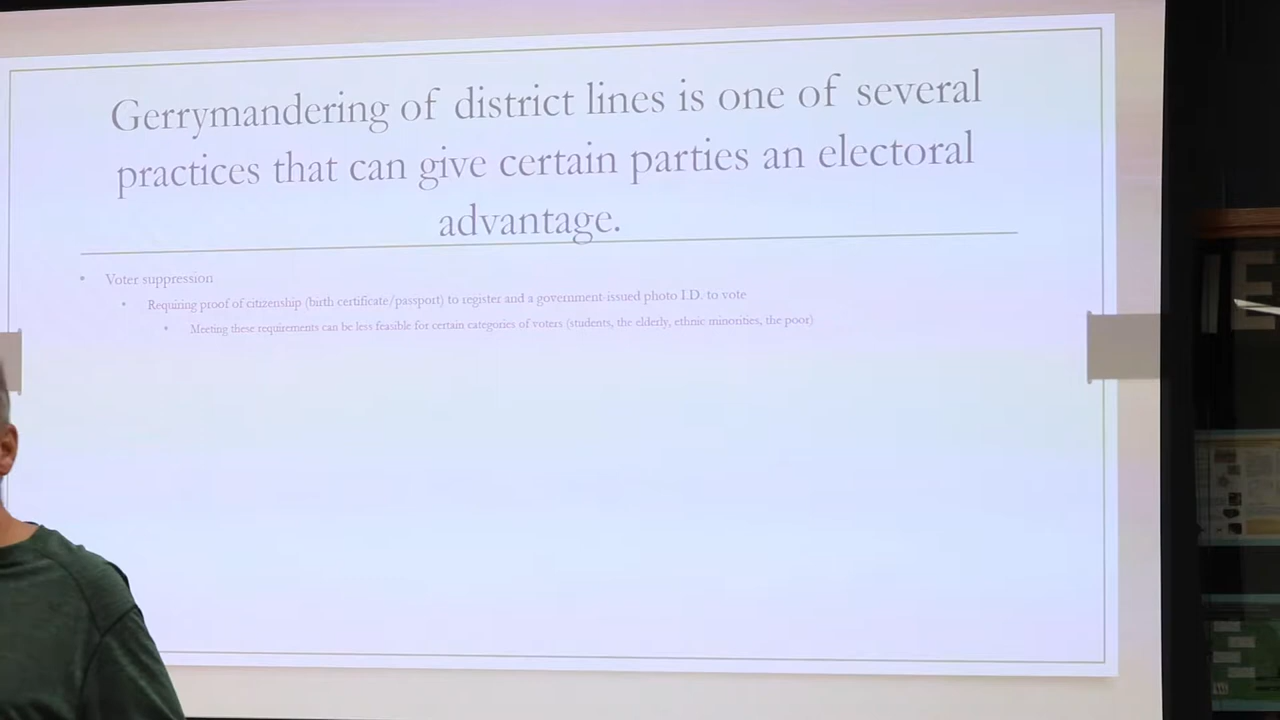 Gerrymandering of district lines is one of several
practices that can give certain parties an electoral
advantage.
• Voter suppression
• Requiring proof of citizenship (birth certificate/passport) to register and a government-issued photo I.D. to vote
• Meeting these requirements can be less feasible for certain categories of voters (students, the elderly, ethnic minorities, the poor)